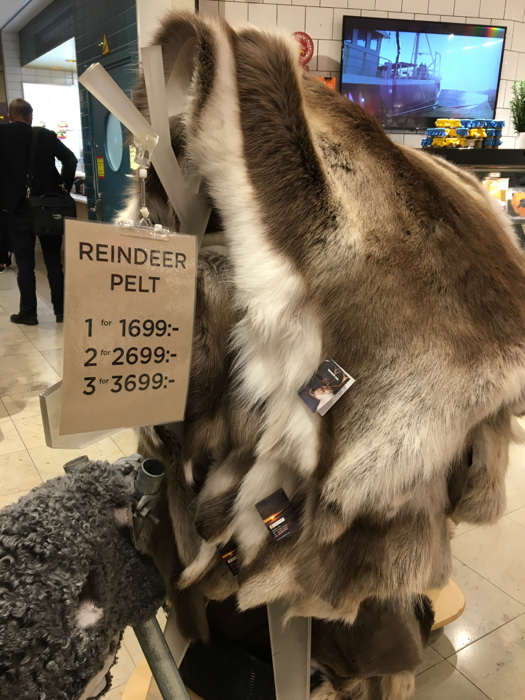 REINDEER
PELT
1 for 1699:-
2 for 2699:-
3 for 3699:-